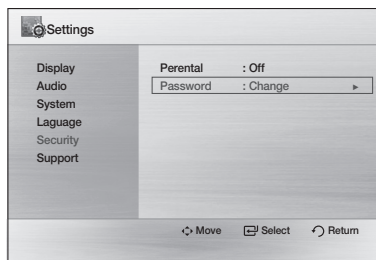 Settings
Display
Audio
System
Laguage
Security
Support
Perental : Off
Password : Change
Move Select Return